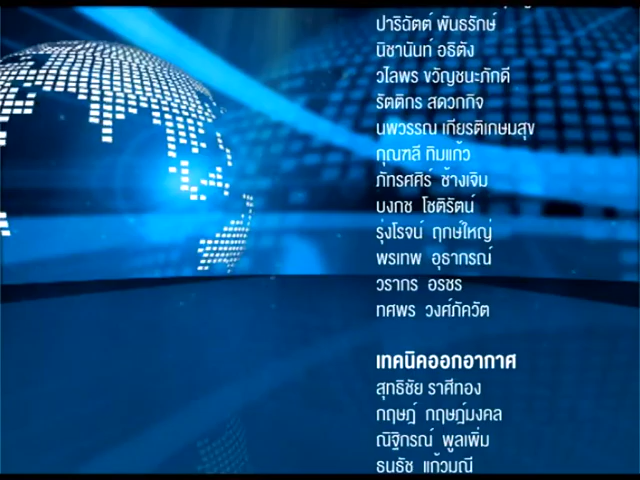 ปาริฉัตต์ พันธรักษ์
นิชานันท์ อธิตัง
วไลพร ขวัญชนะภักดี
รัตติกร สดวกกิจ
นพวรรณ เกียรติเกษมสุข
กุณฑลี ทิมแก้ว
ภัทรศศิร์ ช้างเจิม
บงกช โชติรัตน์
รุ่งโรจน์ ฤกษ์ใหญ่
พรเทพ อุธากรณ์
วรากร อรชร
ทศพร วงศ์ภัควัต
เทคนิคออกอากาศ
สุทธิชัย ราศีทอง
กฤษฎ์ กฤษฎ์มงคล
ณิฐิกรณ์ พูลเพิ่ม
ธนธัช แก้วมณี